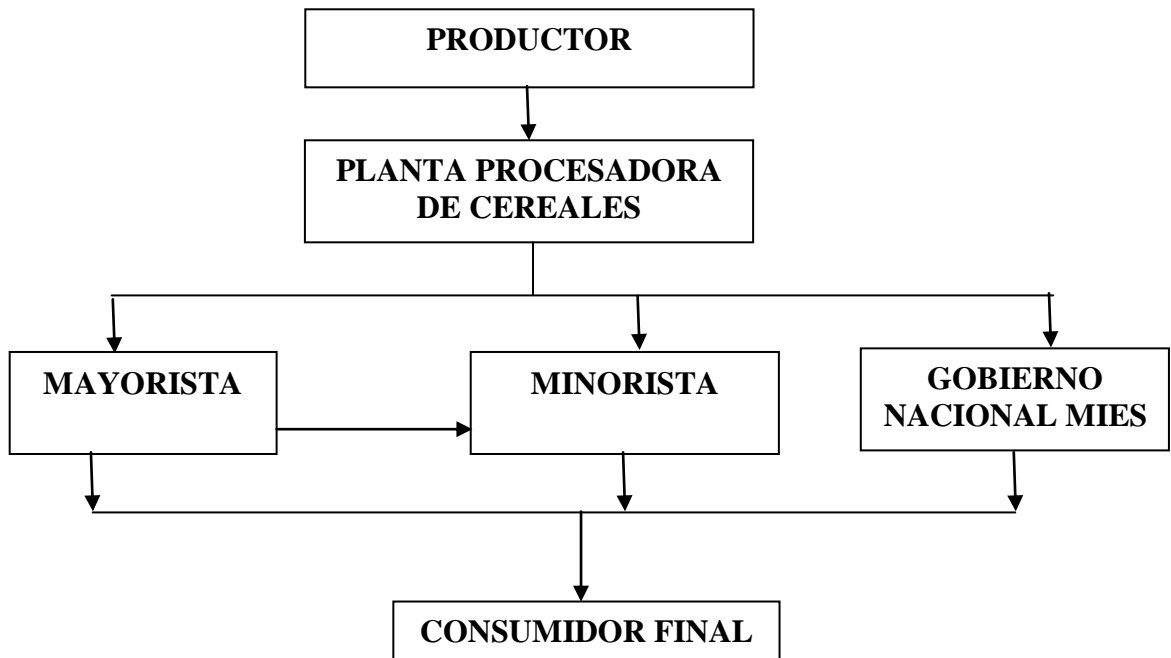 PRODUCTOR
PLANTA PROCESADORA
DE CEREALES
MAYORISTA
MINORISTA
GOBIERNO
NACIONAL MIES
CONSUMIDOR FINAL